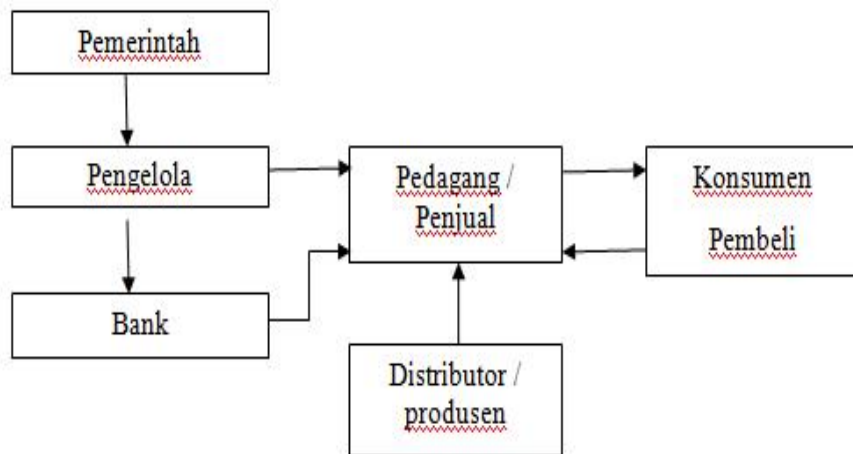 Pemerintah
Pengelola
Pedagang /
Penjual
Konsumen
Pembeli
Bank
Distributor /
produsen